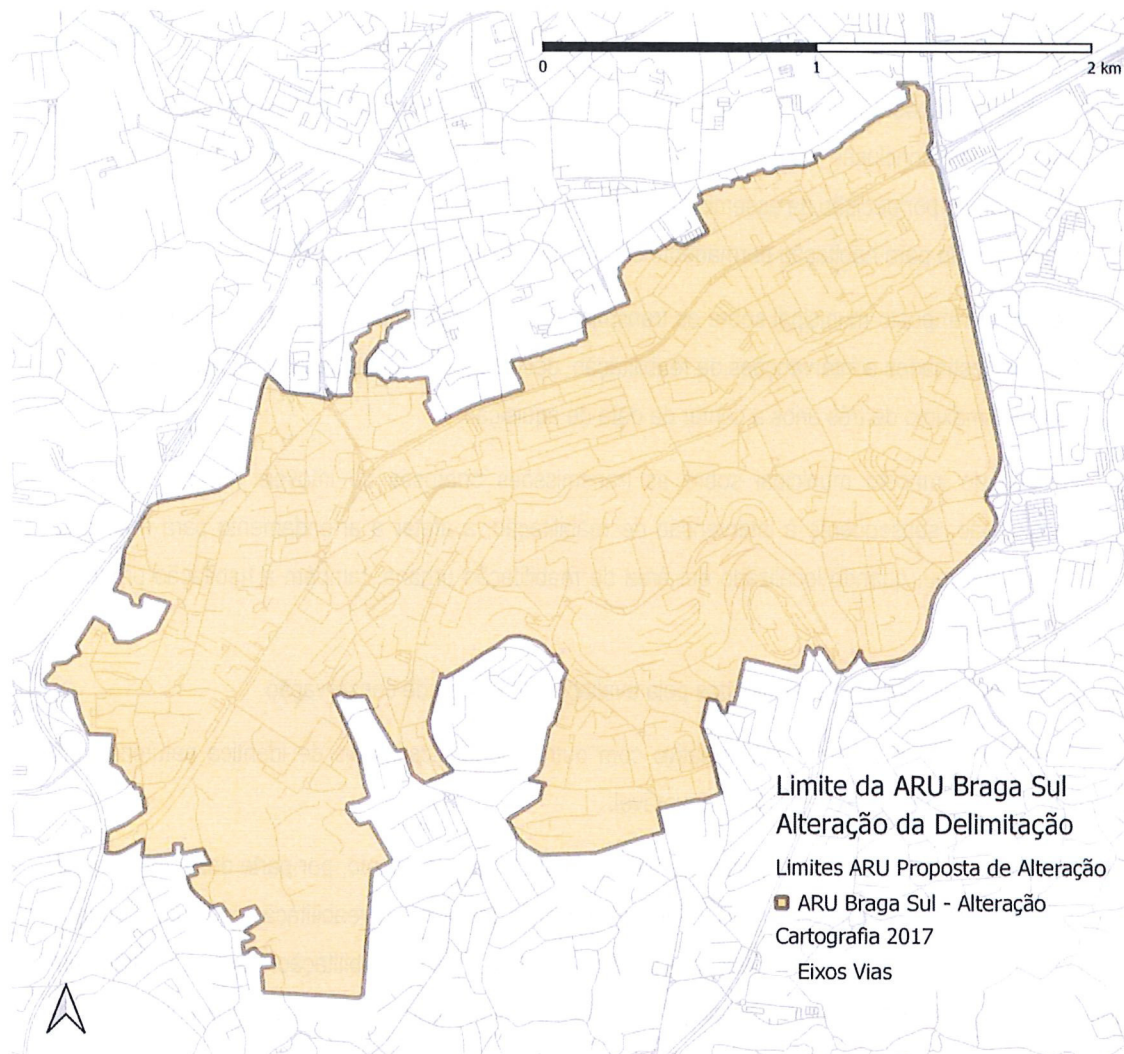 0 1 2 km
Limite da ARU Braga Sul
Alteração da Delimitação
Limites ARU Proposta de Alteração
ARU Braga Sul - Alteração
Cartografia 2017
Eixos Vias